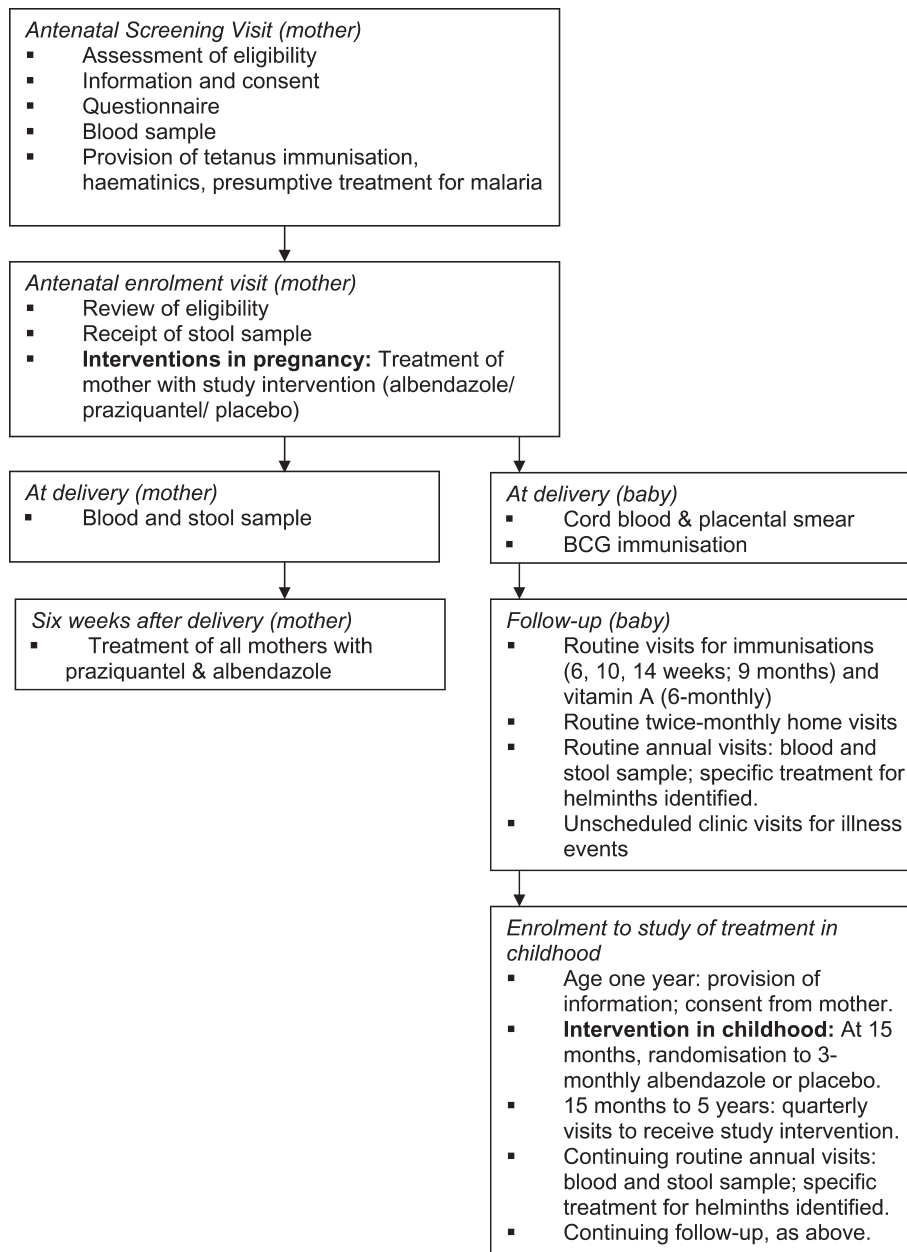 Antenatal Screening Visit (mother)
▪ Assessment of eligibility
▪ Information and consent
▪ Questionnaire
▪ Blood sample
▪ Provision of tetanus immunisation,
haematinics, presumptive treatment for malaria
Antenatal enrolment visit (mother)
▪ Review of eligibility
▪ Receipt of stool sample
▪ Interventions in pregnancy: Treatment of
mother with study intervention (albendazole/
praziquantel/ placebo)
At delivery (mother)
▪ Blood and stool sample
Six weeks after delivery (mother)
▪ Treatment of all mothers with
praziquantel & albendazole
At delivery (baby)
▪ Cord blood & placental smear
▪ BCG immunisation
Follow-up (baby)
▪ Routine visits for immunisations
(6, 10, 14 weeks; 9 months) and
vitamin A (6-monthly)
▪ Routine twice-monthly home visits
▪ Routine annual visits: blood and
stool sample; specific treatment for
helminths identified.
▪ Unscheduled clinic visits for illness
events
Enrolment to study of treatment in
childhood
▪ Age one year: provision of
information; consent from mother.
▪ Intervention in childhood: At 15
months, randomisation to 3-
monthly albendazole or placebo.
▪ 15 months to 5 years: quarterly
visits to receive study intervention.
▪ Continuing routine annual visits:
blood and stool sample; specific
treatment for helminths identified.
▪ Continuing follow-up, as above.